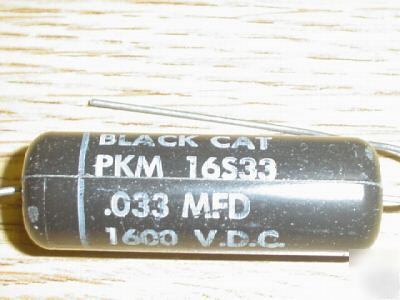 BLACK CAT
PKM 16S33
.033 MFD
1600 V.D.C.